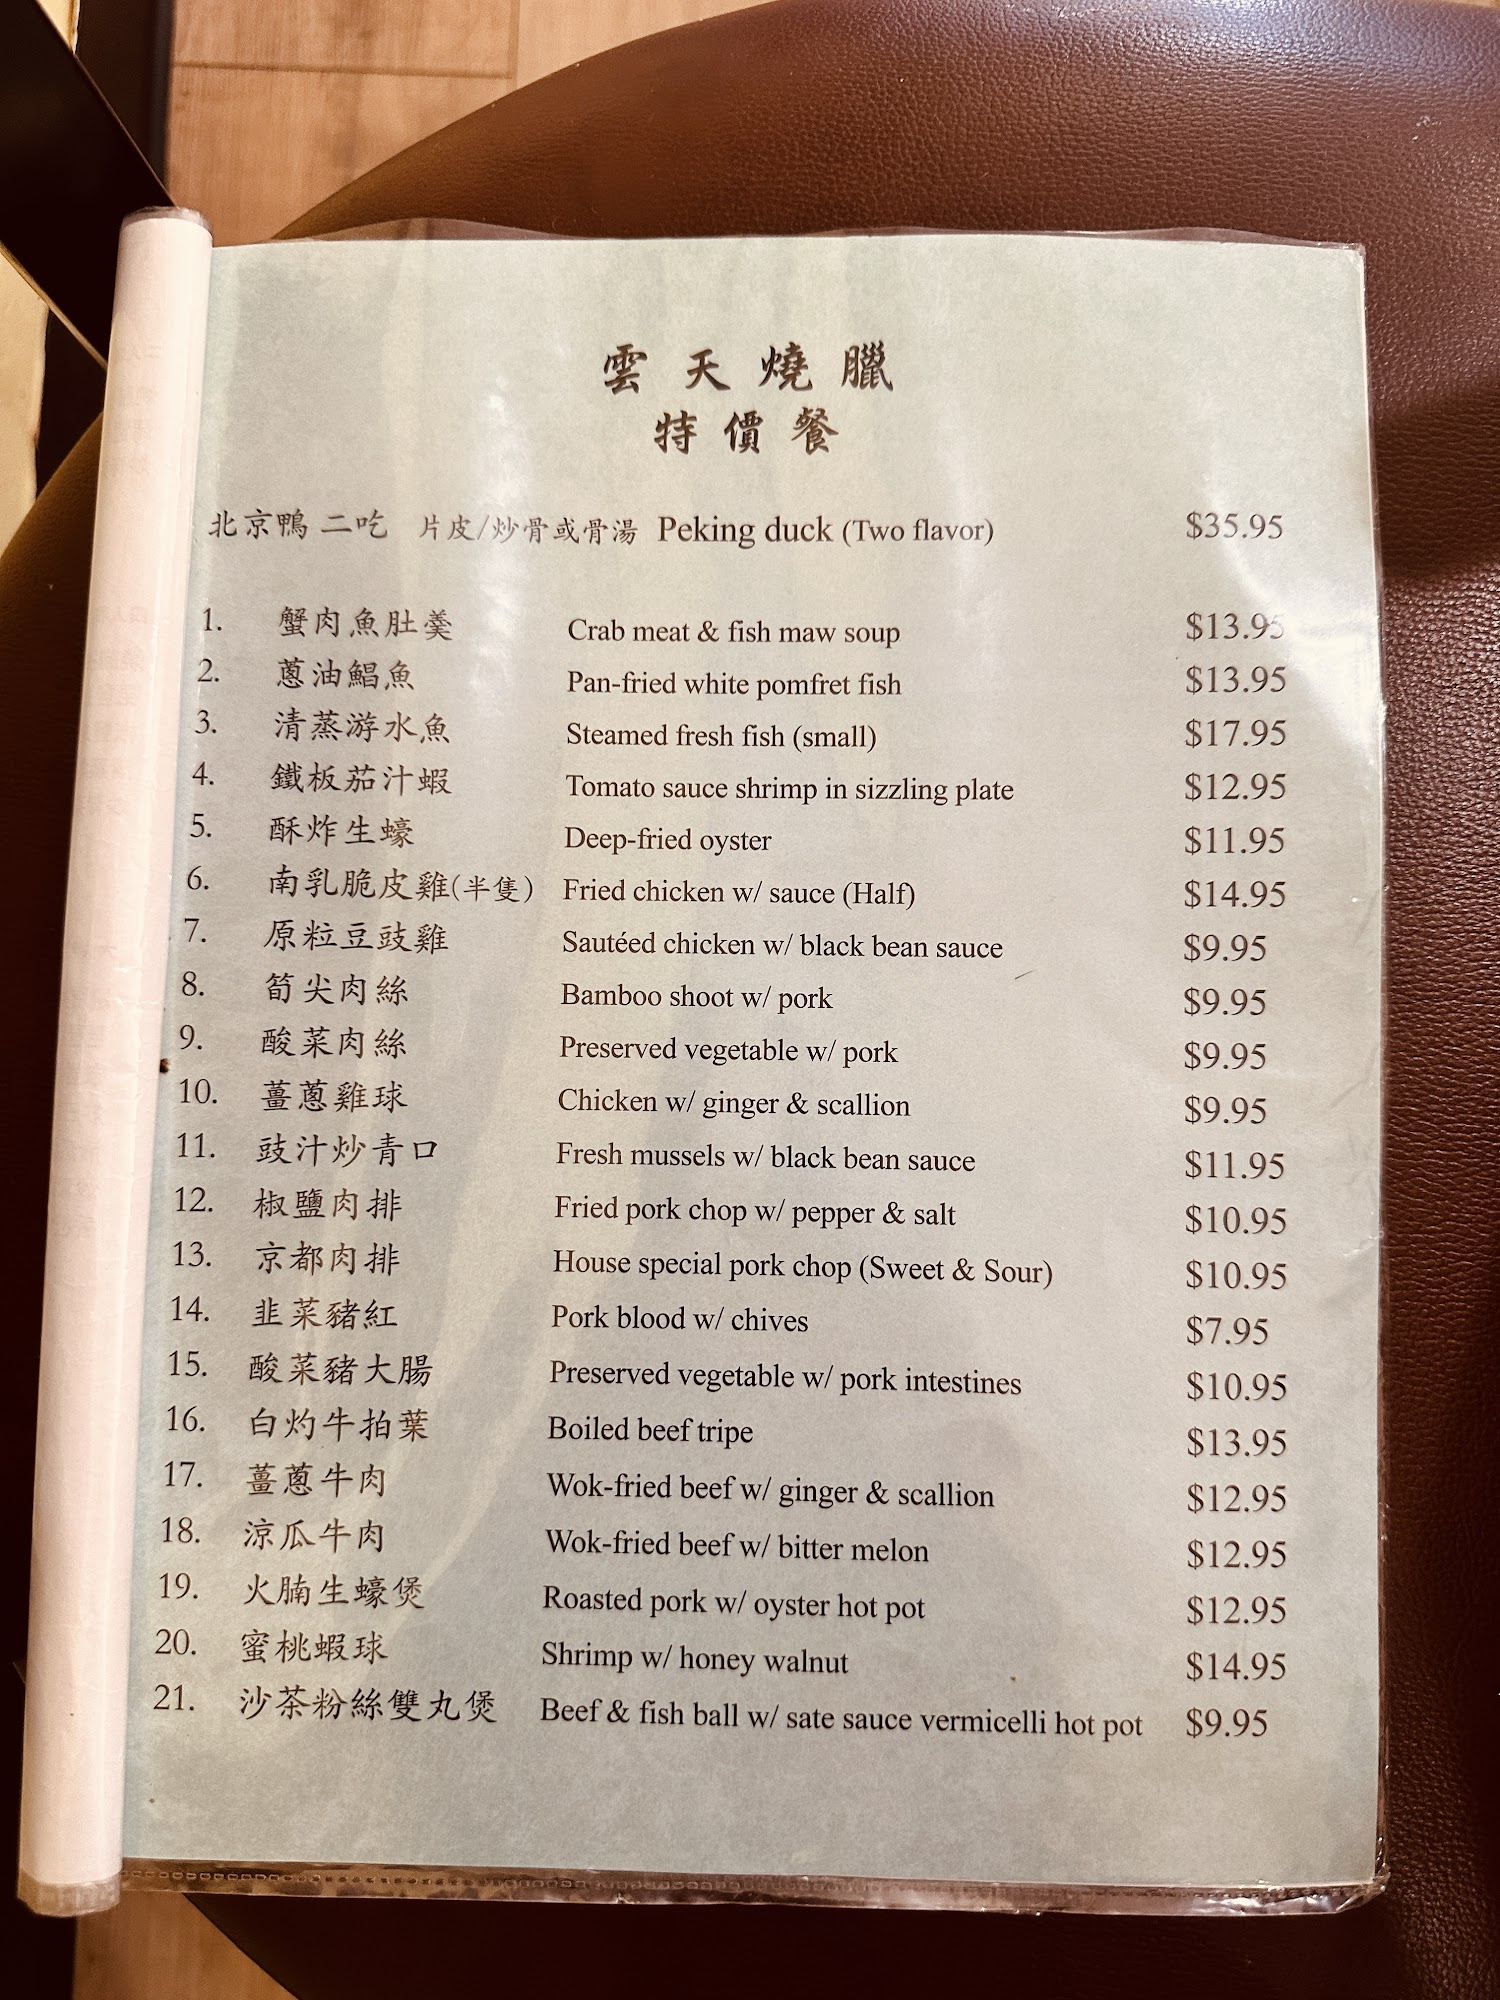 雲天燒臘
特價餐
北京鴨 二吃 片皮/炒骨或骨湯 Peking duck (Two flavor) $35.95
1. 蟹肉魚肚羹 Crab meat & fish maw soup $13.95
2. 蔥油鯧魚 Pan-fried white pomfret fish $13.95
3. 清蒸游水魚 Steamed fresh fish (small) $17.95
4. 鐵板茄汁蝦 Tomato sauce shrimp in sizzling plate $12.95
5. 酥炸生蠔 Deep-fried oyster $11.95
6. 南乳脆皮雞(半隻) Fried chicken w/ sauce (Half) $14.95
7. 原粒豆豉雞 Sautéed chicken w/ black bean sauce $9.95
8. 筍尖肉絲 Bamboo shoot w/ pork $9.95
9. 酸菜肉絲 Preserved vegetable w/ pork $9.95
10. 薑蔥雞球 Chicken w/ ginger & scallion $9.95
11. 豉汁炒青口 Fresh mussels w/ black bean sauce $11.95
12. 椒鹽肉排 Fried pork chop w/ pepper & salt $10.95
13. 京都肉排 House special pork chop (Sweet & Sour) $10.95
14. 韭菜豬紅 Pork blood w/ chives $7.95
15. 酸菜豬大腸 Preserved vegetable w/ pork intestines $10.95
16. 白灼牛拍葉 Boiled beef tripe $13.95
17. 薑蔥牛肉 Wok-fried beef w/ ginger & scallion $12.95
18. 涼瓜牛肉 Wok-fried beef w/ bitter melon $12.95
19. 火腩生蠔煲 Roasted pork w/ oyster hot pot $12.95
20. 蜜桃蝦球 Shrimp w/ honey walnut $14.95
21. 沙茶粉絲雙丸煲 Beef & fish ball w/ sate sauce vermicelli hot pot $9.95